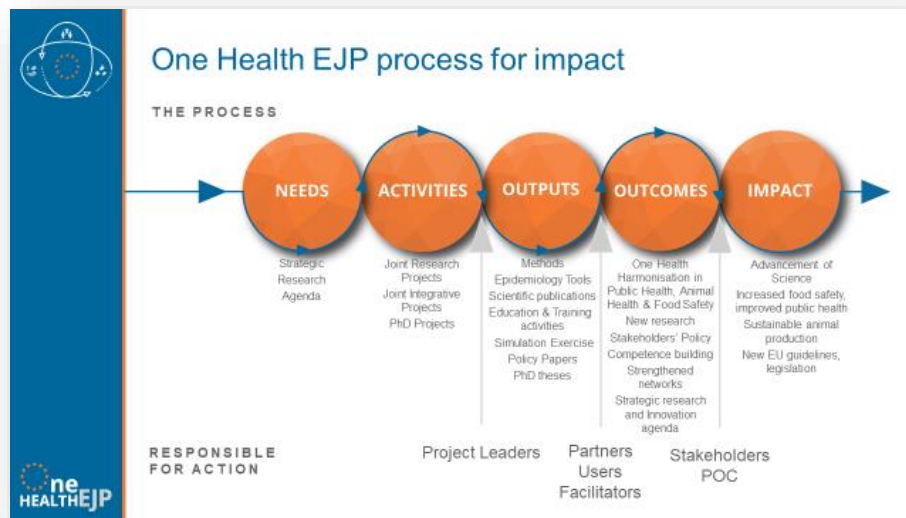 One Health EJP process for impact
THE PROCESS
NEEDS
ACTIVITIES
OUTPUTS
OUTCOMES
IMPACT
Strategic
Research
Agenda
Joint Research
Projects
Joint Integrative
Projects
PhD Projects
Methods
Epidemiology Tools
Scientific publications
Education & Training
activities
Simulation Exercise
Policy Papers
PhD theses
One Health
Harmonisation in
Public Health, Animal
Health & Food Safety
New research
Stakeholders' Policy
Competence building
Strengthened
networks
Strategic research
and Innovation
agenda
Advancement of
Science
Increased food safety,
improved public health
Sustainable animal
production
New EU guidelines,
legislation
RESPONSIBLE
FOR ACTION
Project Leaders
Partners
Users
Facilitators
Stakeholders
POC
One
HEALTHEJP